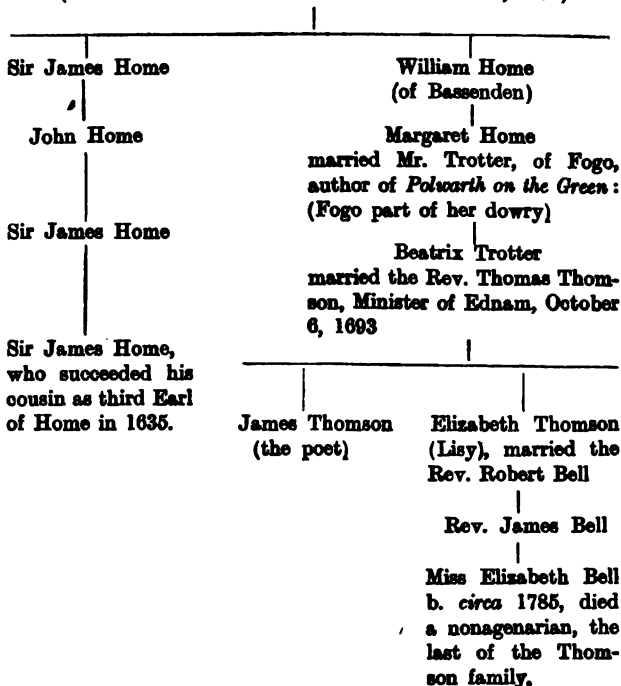 Sir James Home
John Home
Sir James Home
Sir James Home,
who succeeded his
cousin as third Earl
of Home in 1635.
William Home
(of Bassenden)
Margaret Home
married Mr. Trotter, of Fogo,
author of Polwarth on the Green:
(Fogo part of her dowry)
Beatrix Trotter
married the Rev. Thomas Thom-
son, Minister of Ednam, October
6, 1693
James Thomson
(the poet)
Elizabeth Thomson
(Lisy), married the
Rev. Robert Bell
Rev. James Bell
Miss Elizabeth Bell
b. circa 1785, died
a nonagenarian, the
last of the Thom-
son family.